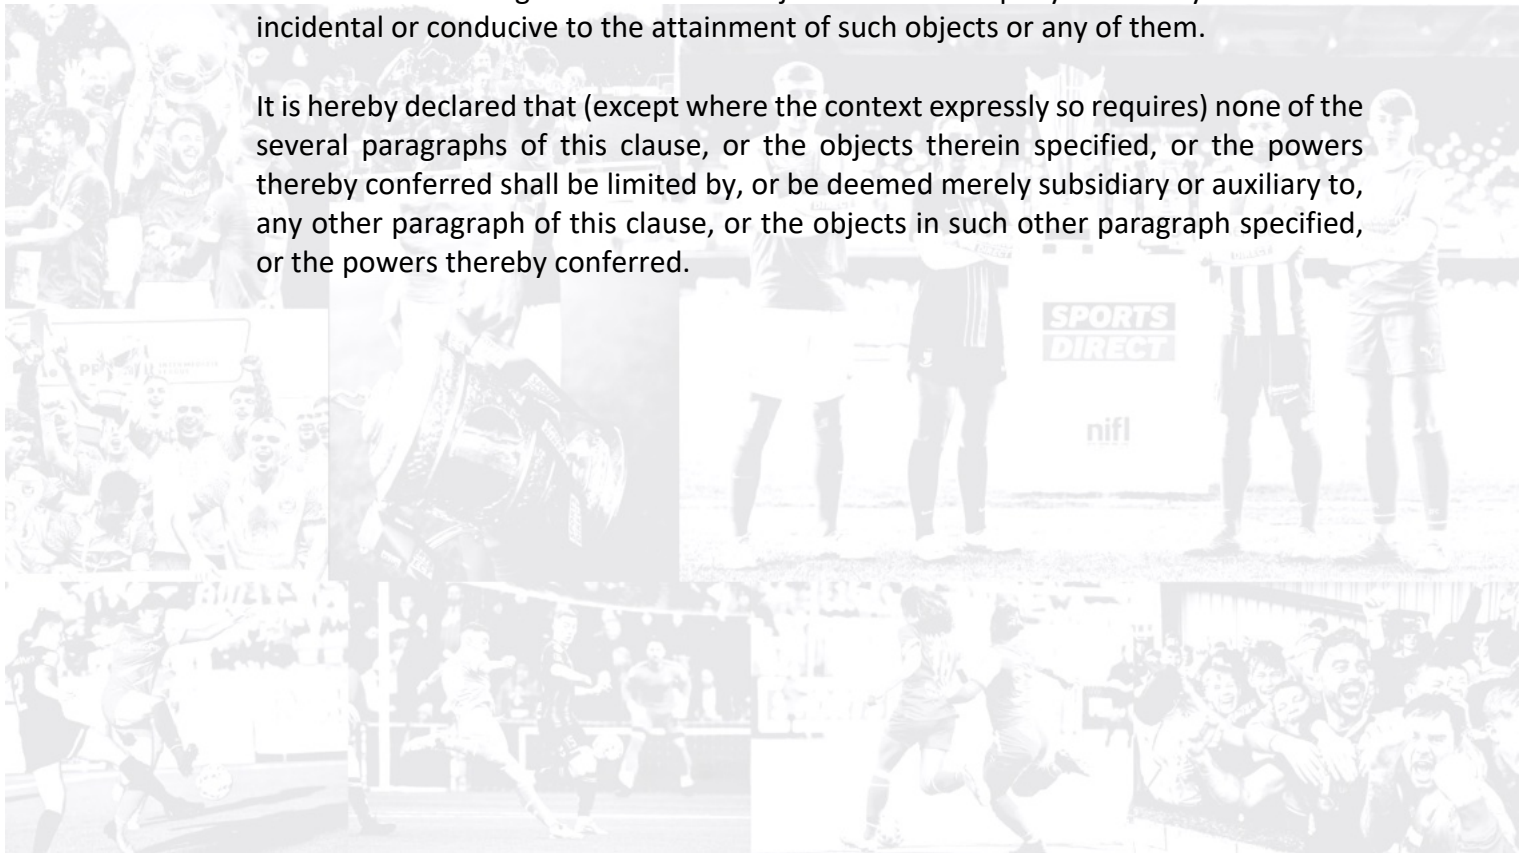 incidental or conducive to the attainment of such objects or any of them.
It is hereby declared that (except where the context expressly so requires) none of the
several paragraphs of this clause, or the objects therein specified, or the powers
thereby conferred shall be limited by, or be deemed merely subsidiary or auxiliary to,
any other paragraph of this clause, or the objects in such other paragraph specified,
or the powers thereby conferred.
SPORTS
DIRECT
nifl